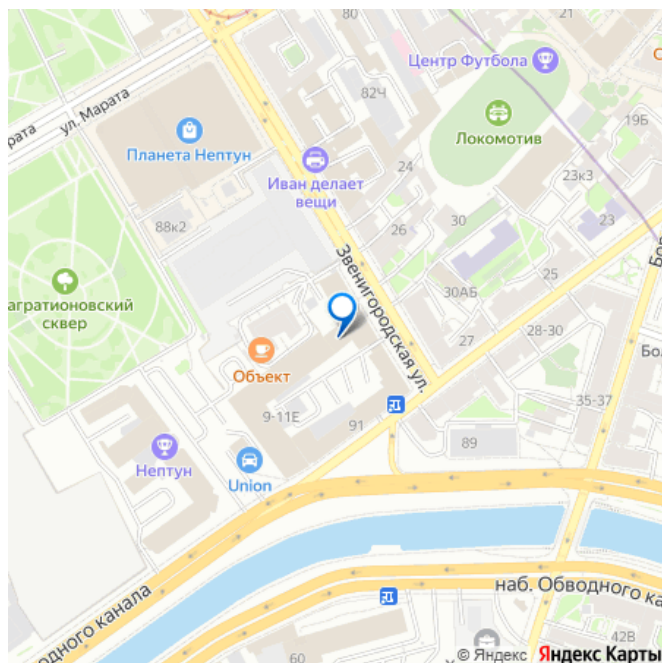 80
21
Центр Футбола
82Ч
ул. Марата
19Б
Локомотив
Планета Нептун
Иван делает
вещи
24
23к3
26
30
23
88к2
Звенигородская ул.
25
30АБ
агратионовский
сквер
28-30
27
Объект
35-37
9-11Е
91
89
Нептун
Union
наб. Обводного ка
одного канала
42В
60
© Яндекс Яндекс Карты